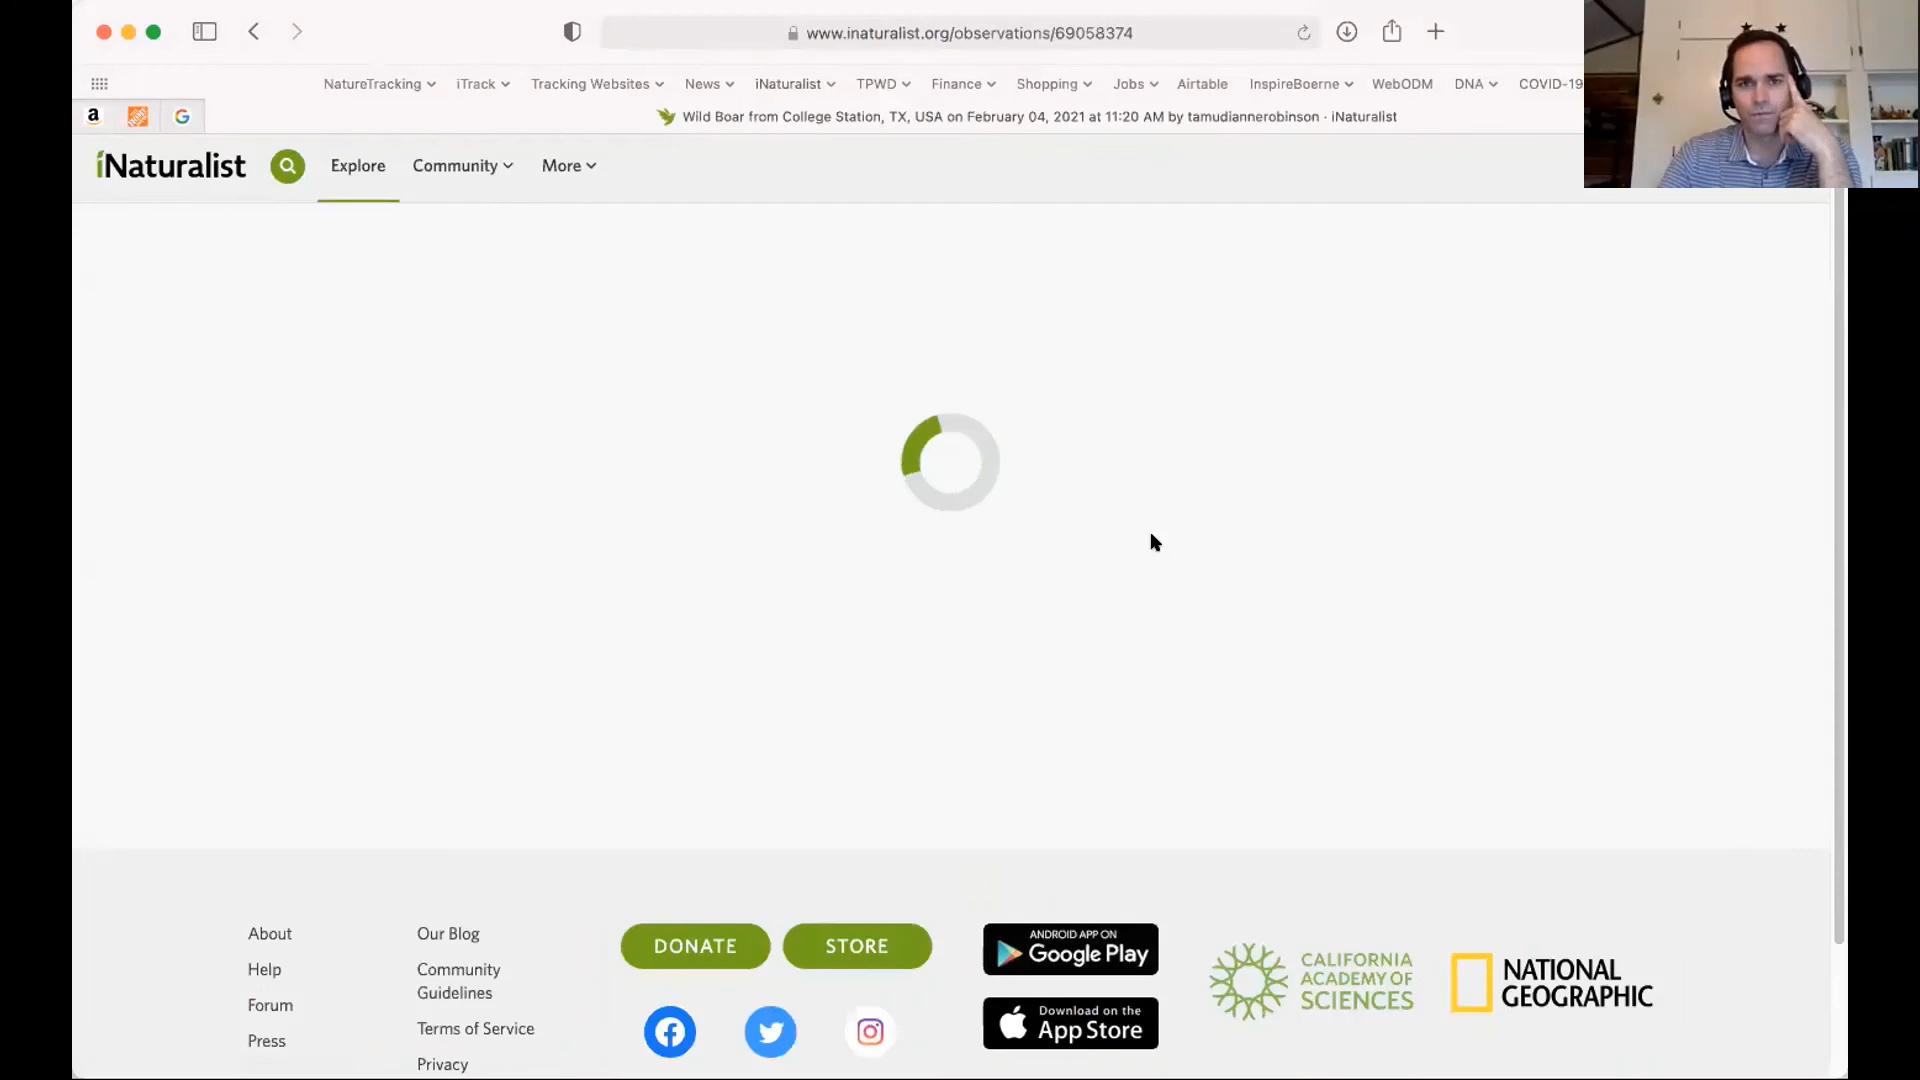 www.inaturalist.org/observations/69058374
NatureTracking iTrack Tracking Websites News iNaturalist TPWD Finance Shopping Jobs Airtable InspireBoerne WebODM DNA COVID-19
a G Wild Boar from College Station, TX, USA on February 04, 2021 at 11:20 AM by tamudiannerobinson · iNaturalist
iNaturalist Explore Community More
About
Help
Forum
Press
Our Blog
Community
Guidelines
Terms of Service
Privacy
DONATE STORE
ANDROID APP ON
Google Play
Download on the
App Store
CALIFORNIA
ACADEMY OF
SCIENCES
NATIONAL
GEOGRAPHIC